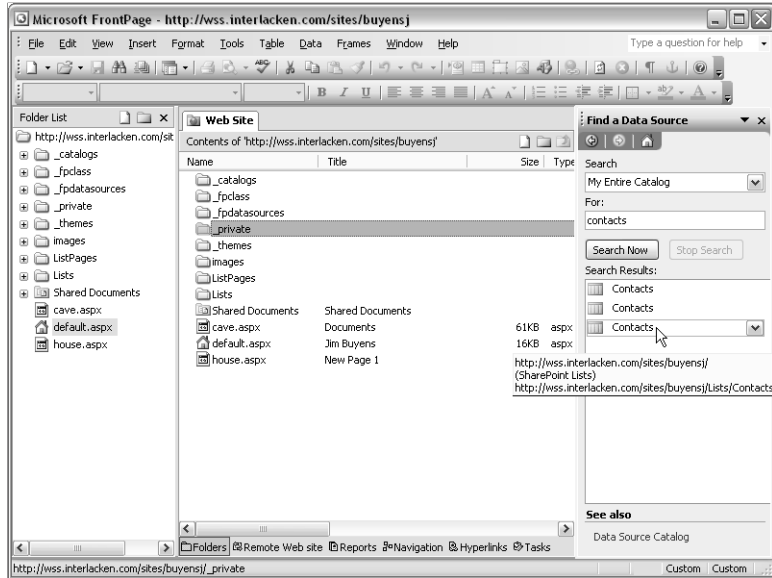 Microsoft FrontPage - http://wss.interlacken.com/sites/buyensj
File Edit View Insert Format Tools Table Data Frames Window Help
Type a question for help
Folder List
http://wss.interlacken.com/sit
_catalogs
_fpclass
_fpdatasources
_private
_themes
images
ListPages
Lists
Shared Documents
cave.aspx
default.aspx
house.aspx
Web Site
Contents of 'http://wss.interlacken.com/sites/buyensj'
Name Title Size Type
_catalogs
_fpclass
_fpdatasources
_private
_themes
images
ListPages
Lists
Shared Documents Shared Documents
cave.aspx Documents 61KB aspx
default.aspx Jim Buyens 16KB aspx
house.aspx New Page 1
Folders Remote Web site Reports Navigation Hyperlinks Tasks
Find a Data Source
Search
My Entire Catalog
For:
contacts
Search Now Stop Search
Search Results:
Contacts
Contacts
Contacts
http://wss.interlacken.com/sites/buyensj/
(SharePoint Lists)
http://wss.interlacken.com/sites/buyensj/Lists/Contacts
See also
Data Source Catalog
http://wss.interlacken.com/sites/buyensj/_private
Custom Custom